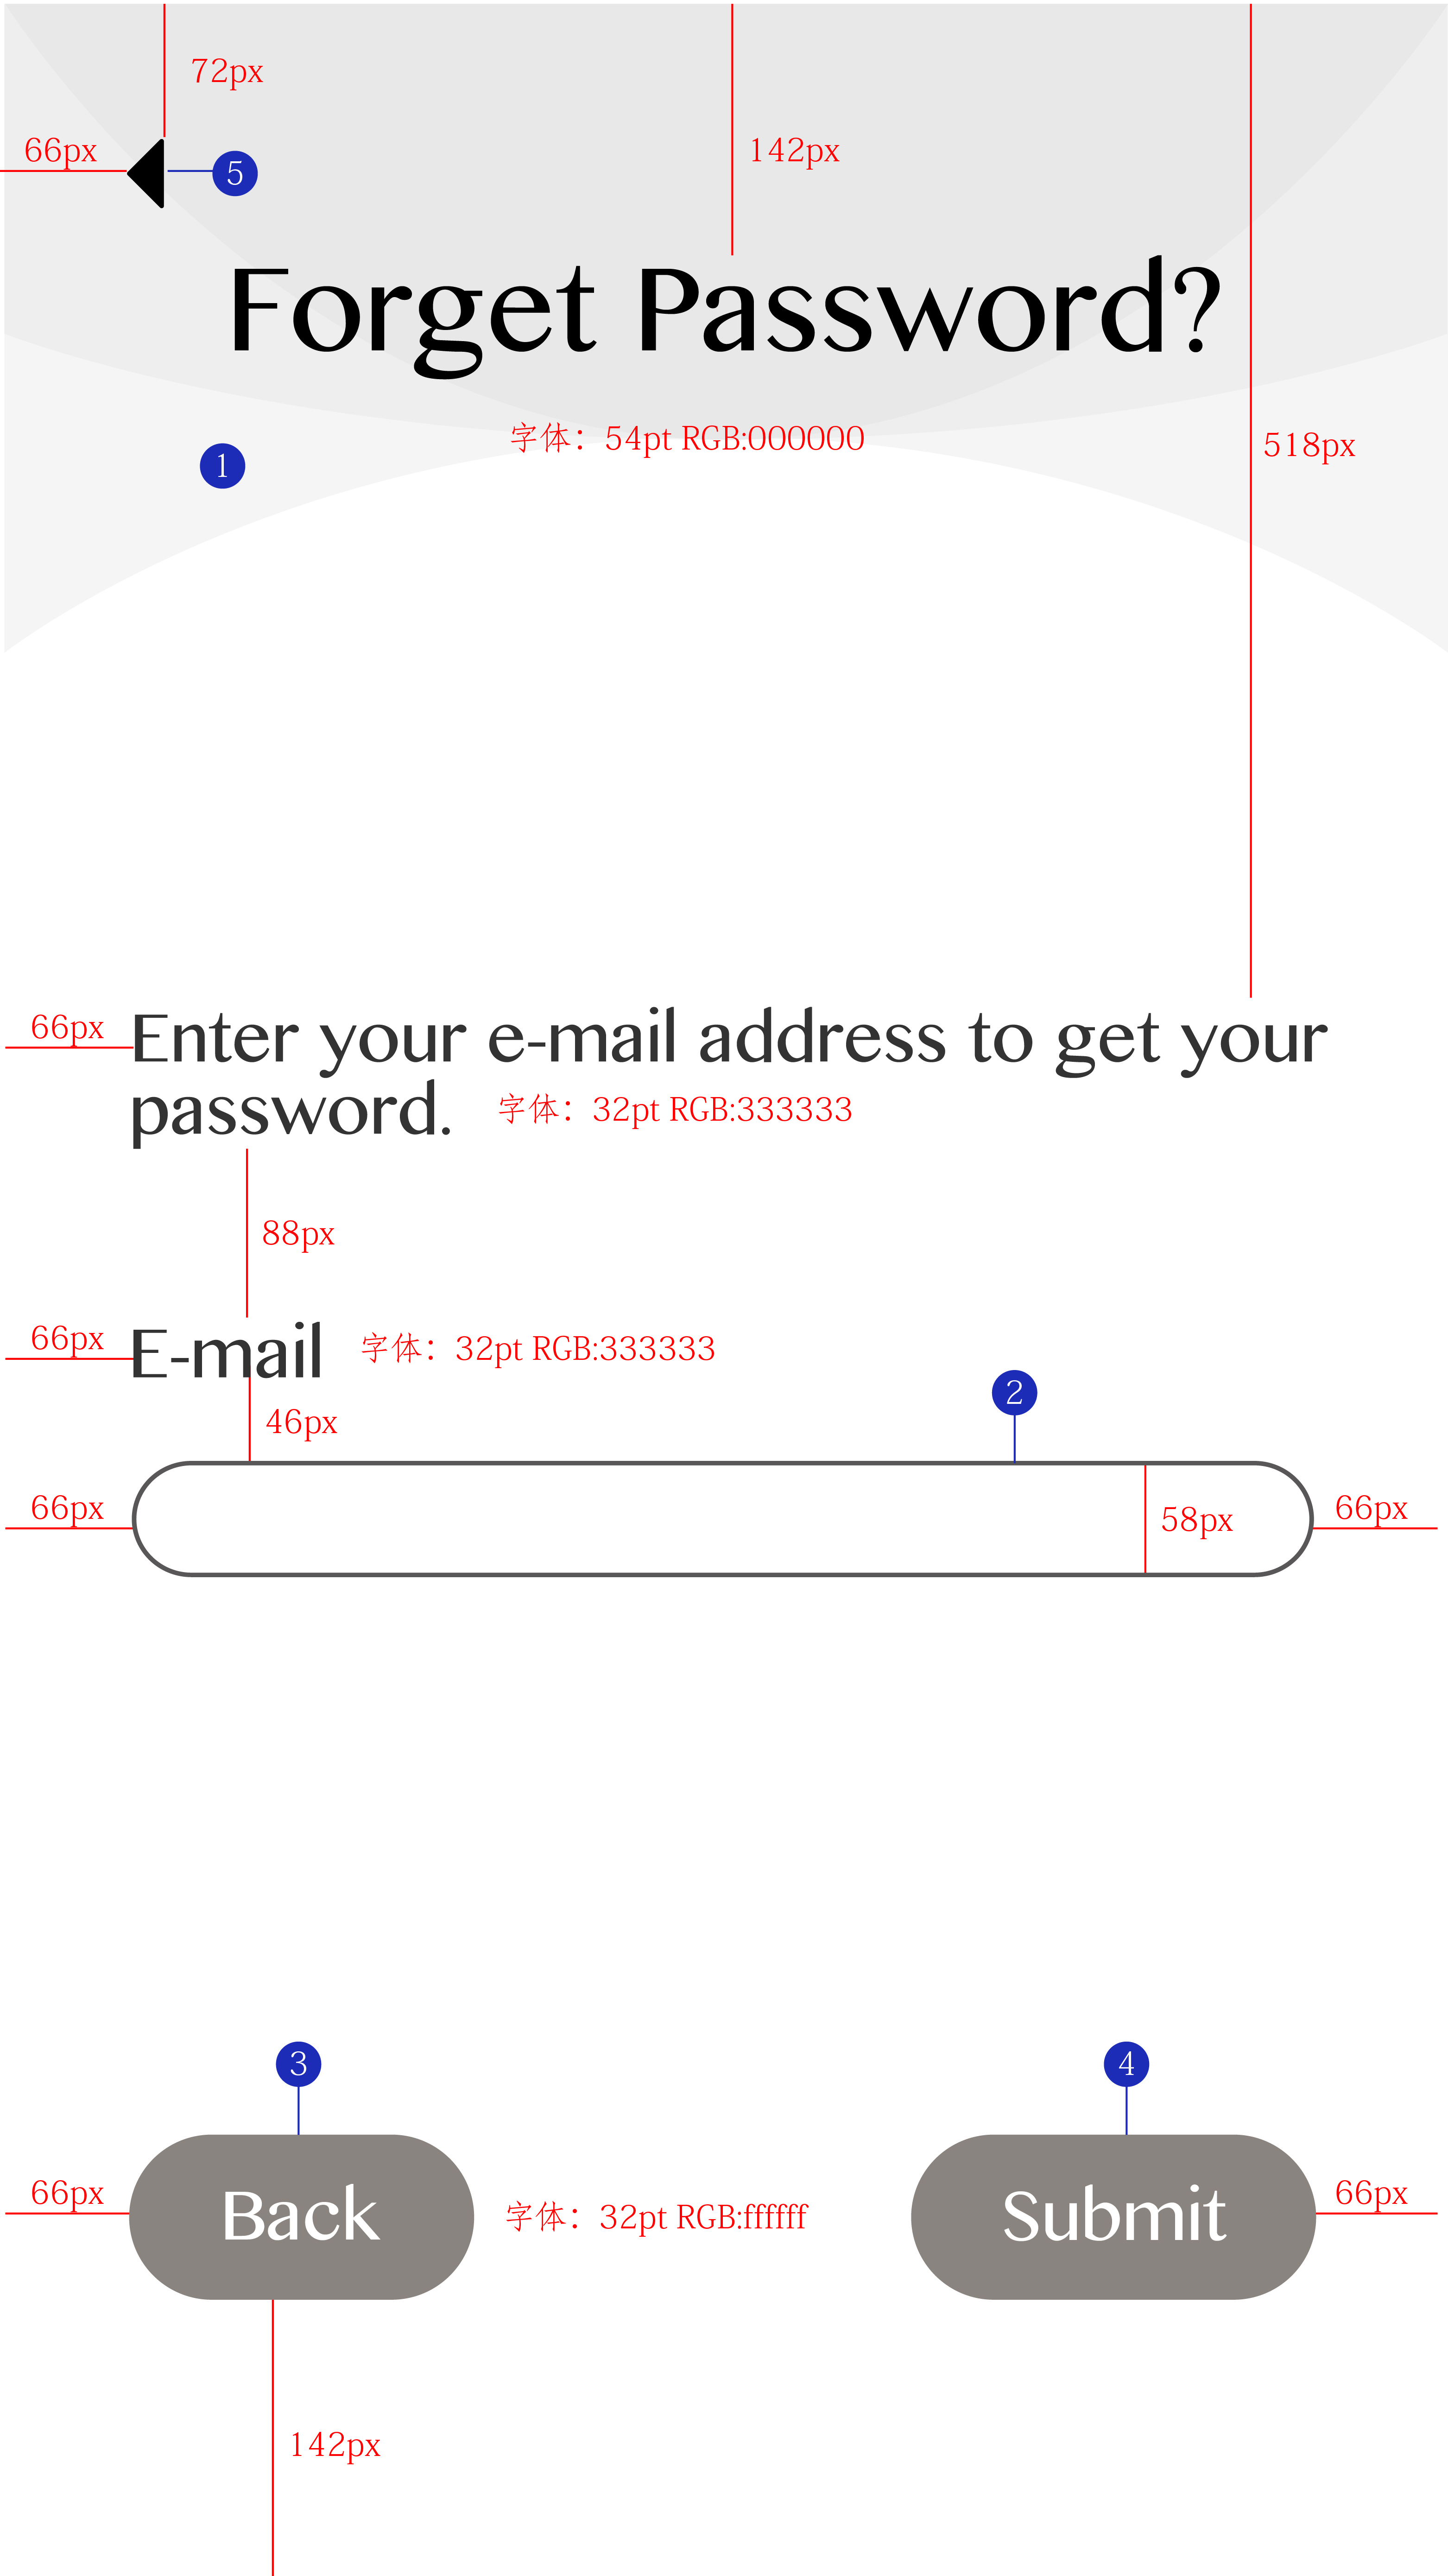 72px
66px
5
142px
Forget Password?
字体：54pt RGB:000000
1
518px
66px
Enter your e-mail address to get your
password.
字体：32pt RGB:333333
88px
66px
E-mail
字体：32pt RGB:333333
2
46px
66px
58px
66px
3
4
66px
Back
字体：32pt RGB:ffffff
Submit
66px
142px